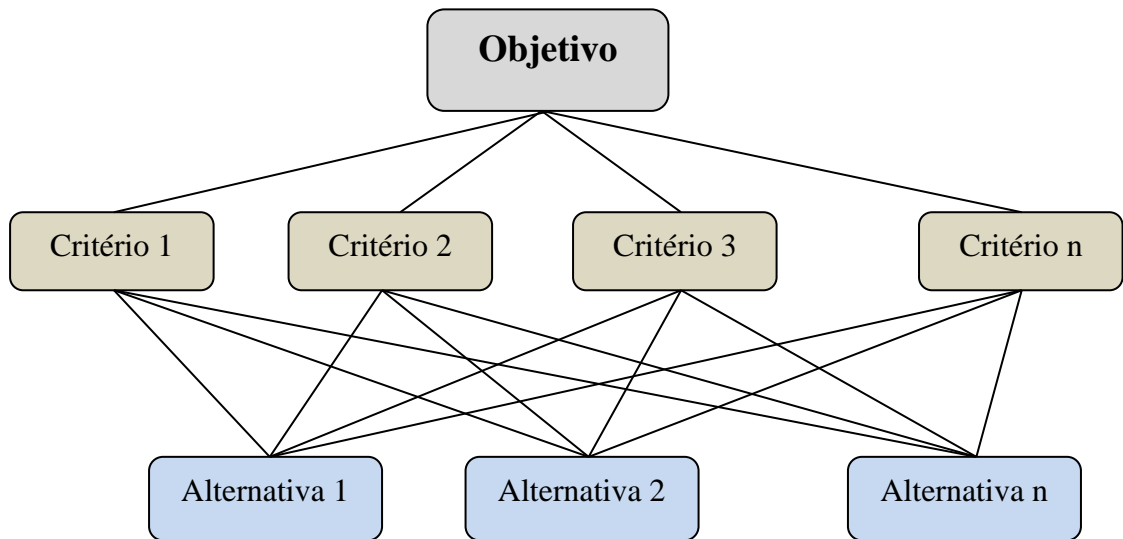 Objetivo
Critério 1
Critério 2
Critério 3
Critério n
Alternativa 1
Alternativa 2
Alternativa n